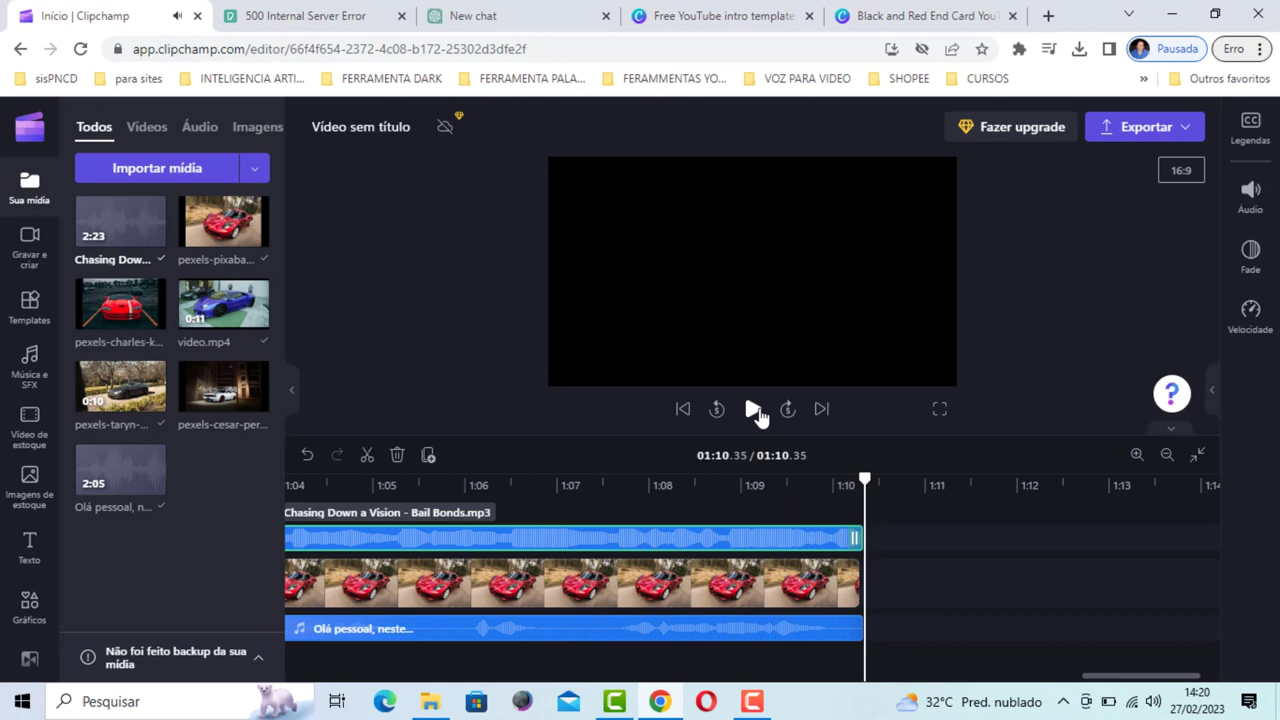 Início | Clipchamp
500 Internal Server Error
New chat
Free YouTube intro template
Black and Red End Card You
app.clipchamp.com/editor/66f4f654-2372-4c08-b172-25302d3dfe2f
Pausada
Erro
sisPNCD
para sites
INTELIGENCIA ARTI...
FERRAMENTA DARK
FERRAMENTA PALA...
FERAMMENTAS YO...
VOZ PARA VIDEO
SHOPEE
CURSOS
»
Outros favoritos
Todos
Vídeos
Áudio
Imagens
Vídeo sem título
Fazer upgrade
Exportar
CC
Legendas
Importar mídia
16:9
Sua mídia
2:23
Chasing Dow...
pexels-pixaba...
Áudio
Gravar e
criar
Fade
0:11
Templates
pexels-charles-k...
video.mp4
Velocidade
Música e
SFX
0:10
pexels-taryn-...
pexels-cesar-per...
5
5
?
Vídeo de
estoque
01:10.35 / 01:10.35
2:05
Olá pessoal, n...
1:04
1:05
1:06
1:07
1:08
1:09
1:10
1:11
1:12
1:13
1:14
Imagens de
estoque
Chasing Down a Vision - Bail Bonds.mp3
Texto
Gráficos
Olá pessoal, neste...
Não foi feito backup da sua
mídia
Pesquisar
32°C Pred. nublado
14:20
27/02/2023